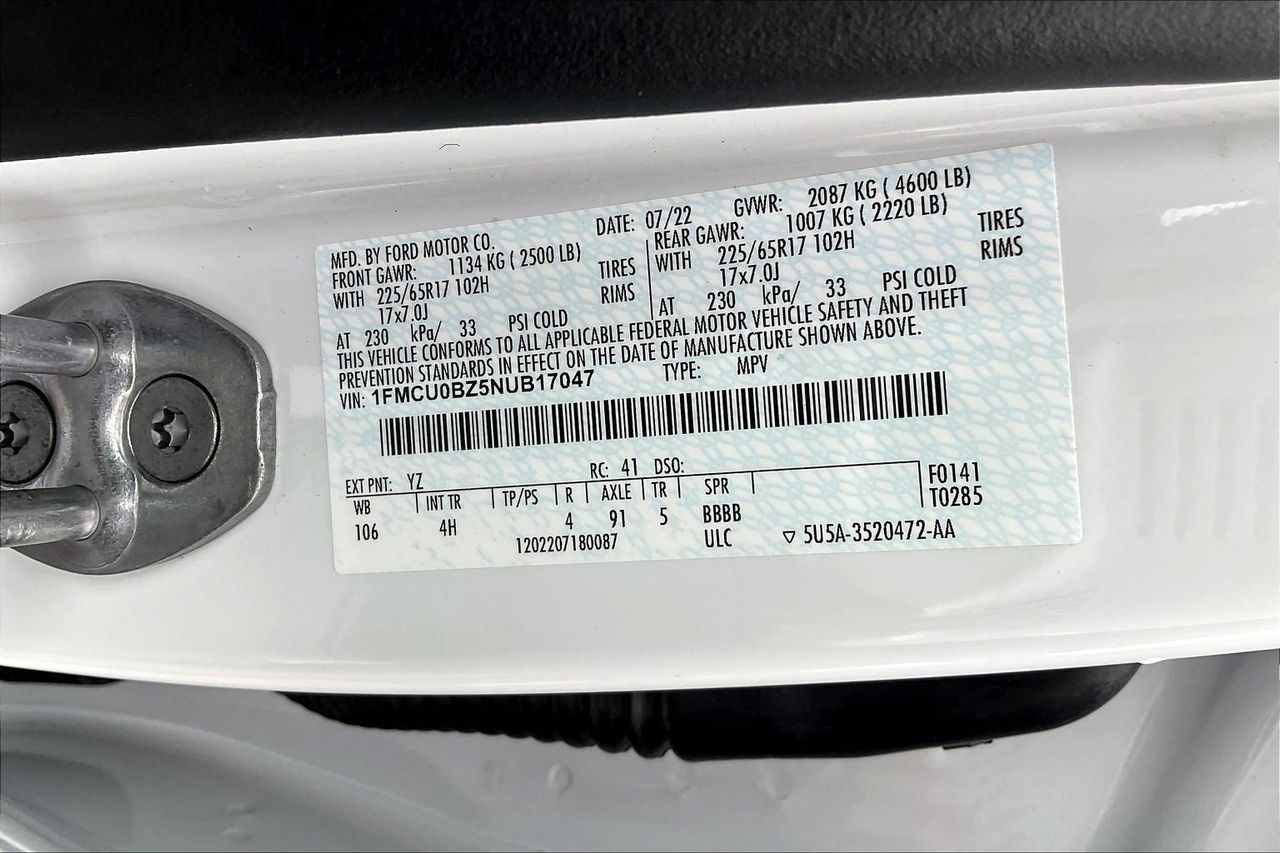 MFD. BY FORD MOTOR CO. DATE: 07/22 GVWR: 2087 KG ( 4600 LB)
FRONT GAWR: 1134 KG ( 2500 LB) REAR GAWR: 1007 KG ( 2220 LB)
WITH 225/65R17 102H TIRES WITH 225/65R17 102H TIRES
17x7.0J RIMS 17x7.0J RIMS
AT 230 kPa/ 33 PSI COLD AT 230 kPa/ 33 PSI COLD
THIS VEHICLE CONFORMS TO ALL APPLICABLE FEDERAL MOTOR VEHICLE SAFETY AND THEFT
PREVENTION STANDARDS IN EFFECT ON THE DATE OF MANUFACTURE SHOWN ABOVE.
VIN: 1FMCU0BZ5NUB17047 TYPE: MPV
EXT PNT: YZ RC: 41 DSO:
WB INT TR TP/PS R AXLE TR SPR F0141
106 4H 4 91 5 BBBB T0285
1202207180087 ULC ▽ 5U5A-3520472-AA